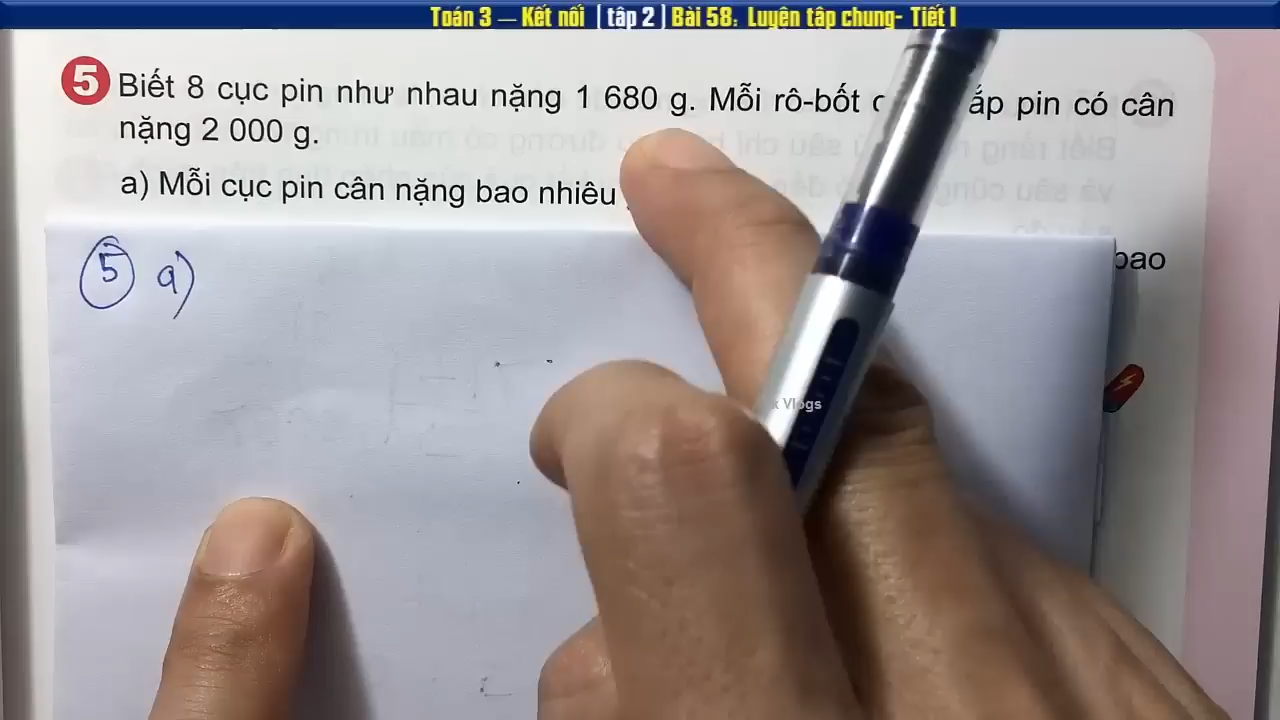 Toán 3 – Kết nối (tập 2) Bài 58: Luyện tập chung- Tiết 1
5 Biết 8 cục pin như nhau nặng 1 680 g. Mỗi rô-bốt pin có cân
nặng 2 000 g.
a) Mỗi cục pin cân nặng bao nhiêu
bao
5 a)
Vlogs